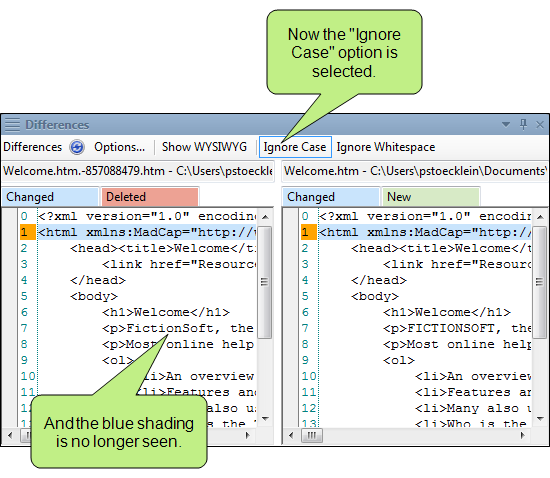 Now the "Ignore
Case" option is
selected.
Differences
Differences Options... Show WYSIWYG Ignore Case Ignore Whitespace
Welcome.htm.-857088479.htm - C:\Users\pstoecklein Welcome.htm - C:\Users\pstoecklein\Documents\
Changed Deleted Changed New
0 <?xml version="1.0" encodin
1 <html xmlns:MadCap="http://
2 <head><title>Welcome</ti
3 <link href="Resourc
4 </head>
5 <body>
6 <h1>Welcome</h1>
7 <p>FictionSoft, the
8 <p>Most online help
9 <ol>
10 <li>An overview
11 <li>Features an
12 also u
0 <?xml version="1.0" encodin
1 <html xmlns:MadCap="http://
2 <head><title>Welcome</t
3 <link href="Resourc
4 </head>
5 <body>
6 <h1>Welcome</h1>
7 <p>FICTIONSOFT, the
8 <p>Most online help
9 <ol>
10 <li>An overview
11 <li>Features an
12 <li>Many also u
13 <li>Who is the
And the blue shading
is no longer seen.